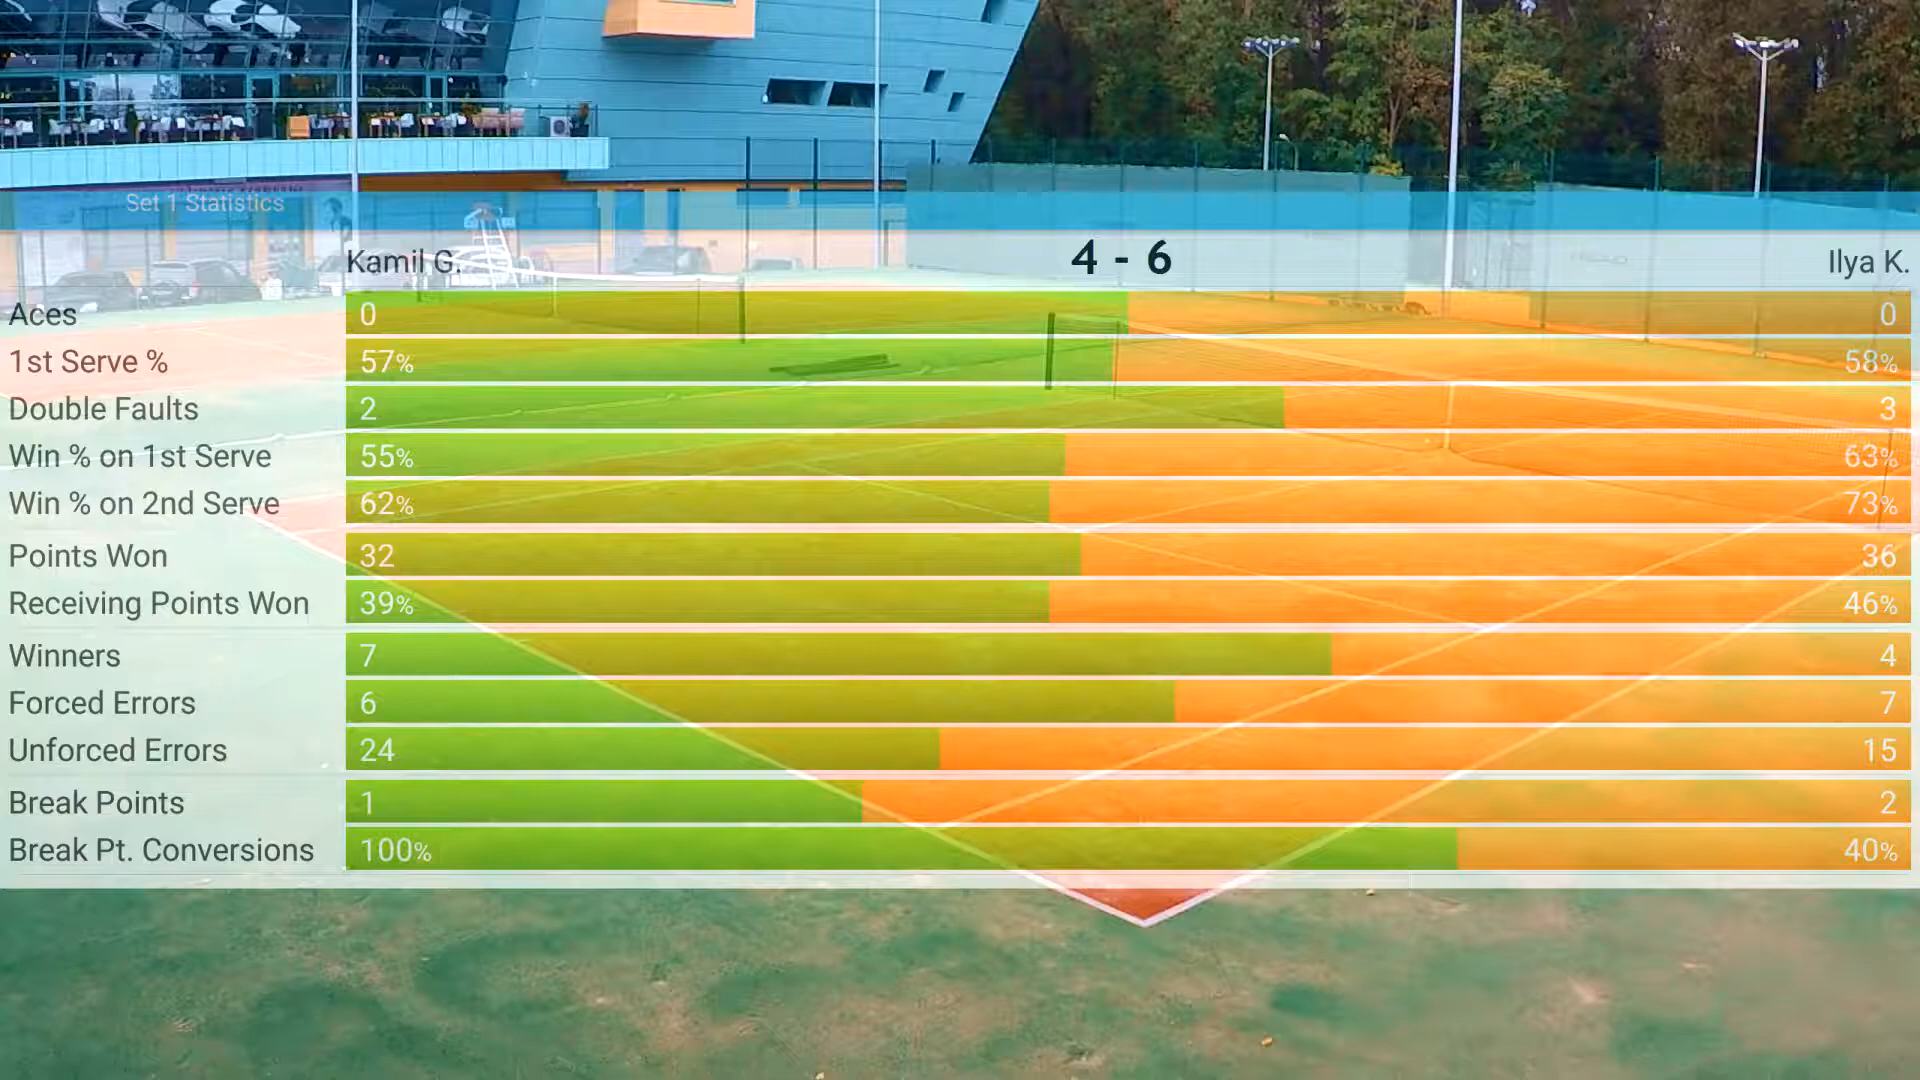 Set 1 Statistics
Kamil G. 4 - 6 Ilya K.
Aces 0 0
1st Serve % 57% 58%
Double Faults 2 3
Win % on 1st Serve 55% 63%
Win % on 2nd Serve 62% 73%
Points Won 32 36
Receiving Points Won 39% 46%
Winners 7 4
Forced Errors 6 7
Unforced Errors 24 15
Break Points 1 2
Break Pt. Conversions 100% 40%